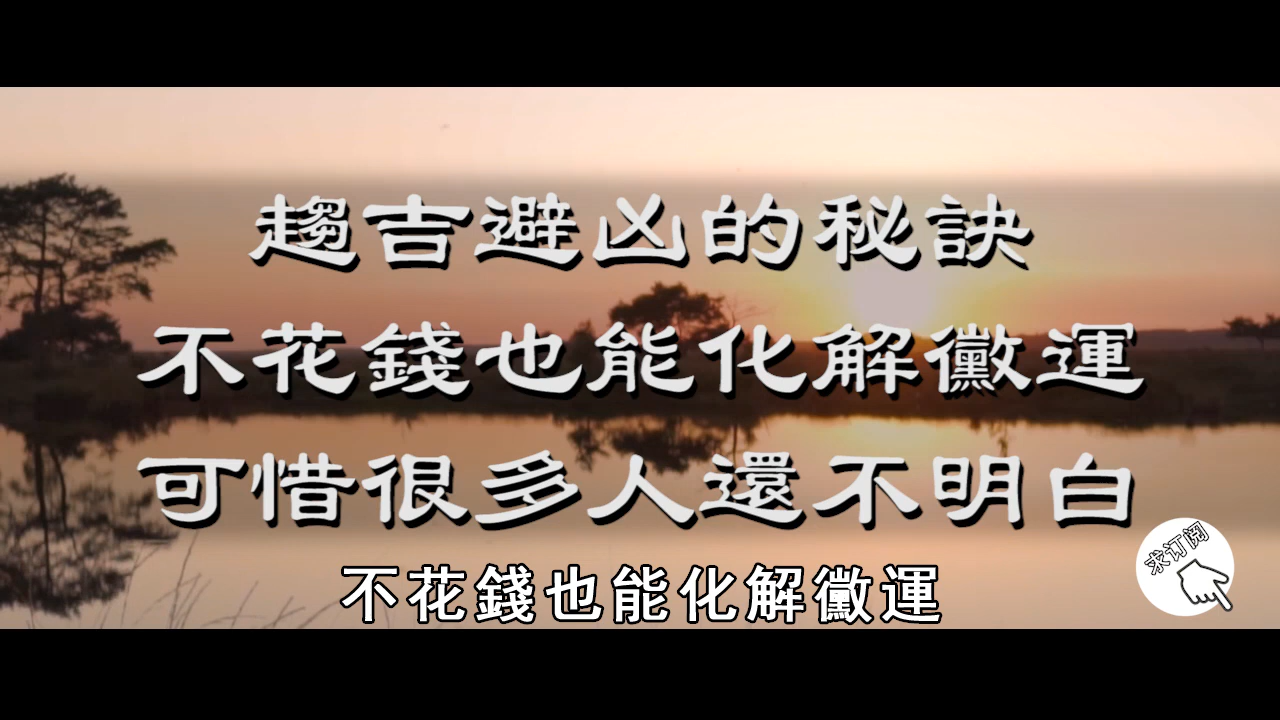 趨吉避凶的秘訣
不花錢也能化解黴運
可惜很多人還不明白
求订阅
不花錢也能化解黴運